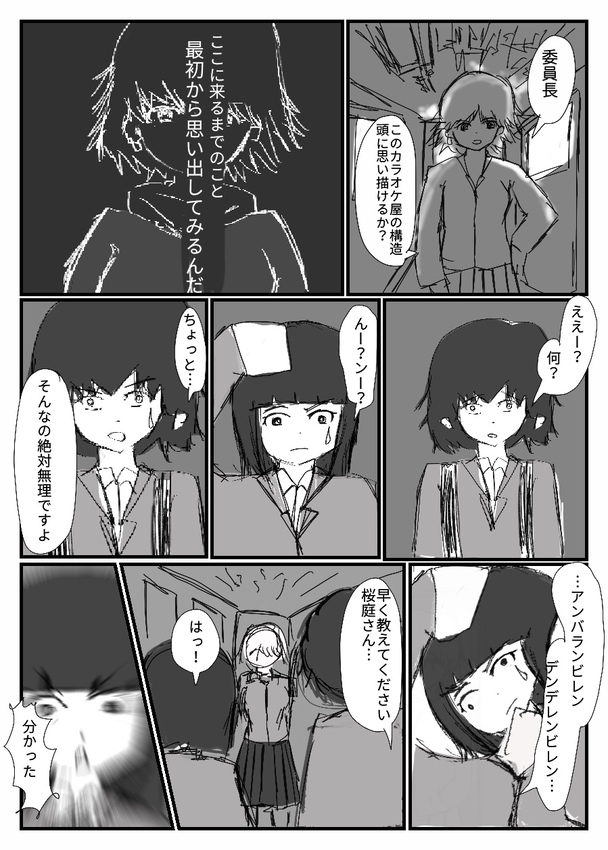 委員長
このカラオケ屋の構造
頭に思い描けるか？
ここに来るまでのこと
最初から思い出してみるんだ
ええー？
何？
んー？ンー？
ちょっと…
そんなの絶対無理ですよ
…アンバランビレン
デンデレンビレン…
早く教えてください
桜庭さん…
はっ！
分かった